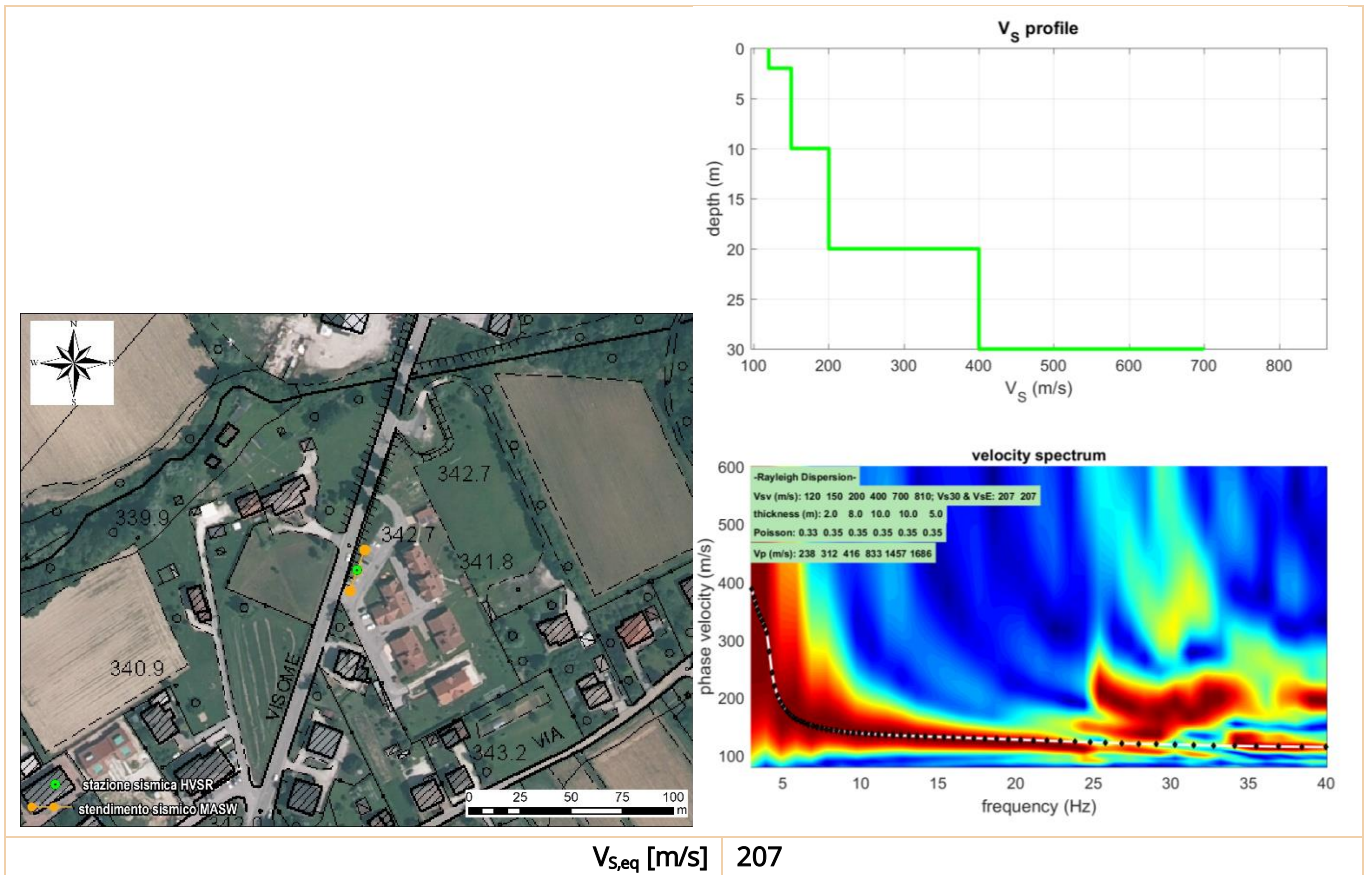 V_S profile
0
5
10
15
20
25
30
depth (m)
100 200 300 400 500 600 700 800
V_S (m/s)
N
W E
S
342.7
339.9
342.7
341.8
340.9
VISOME
343.2 VIA
stazione sismica HVSR
stendimento sismico MASW
0 25 50 75 100
m
velocity spectrum
600
500
400
300
200
100
phase velocity (m/s)
-Rayleigh Dispersion-
Vsv (m/s): 120 150 200 400 700 810; Vs30 & VsE: 207 207
thickness (m): 2.0 8.0 10.0 10.0 5.0
Poisson: 0.33 0.35 0.35 0.35 0.35 0.35
Vp (m/s): 238 312 416 833 1457 1686
5 10 15 20 25 30 35 40
frequency (Hz)
V_S,eq [m/s] 207